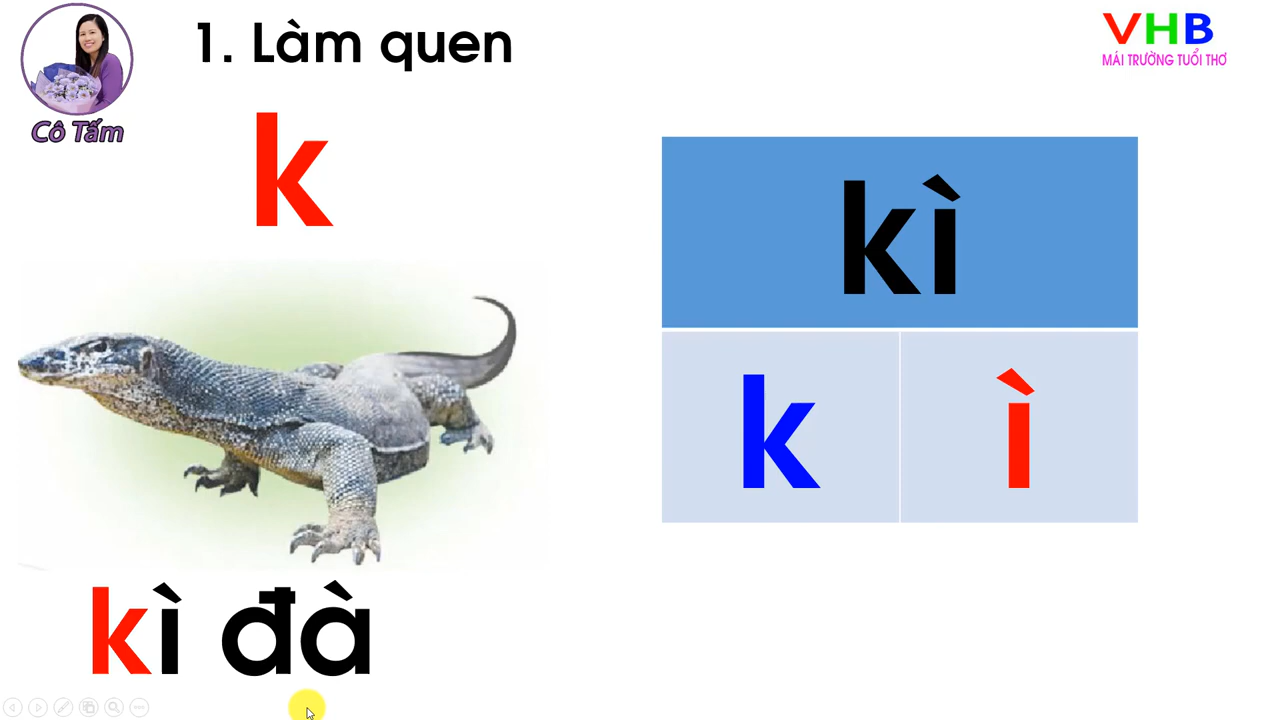 1. Làm quen
VHB
MÁI TRƯỜNG TUỔI THƠ
Cô Tấm
k
kì
k ì
kì đà